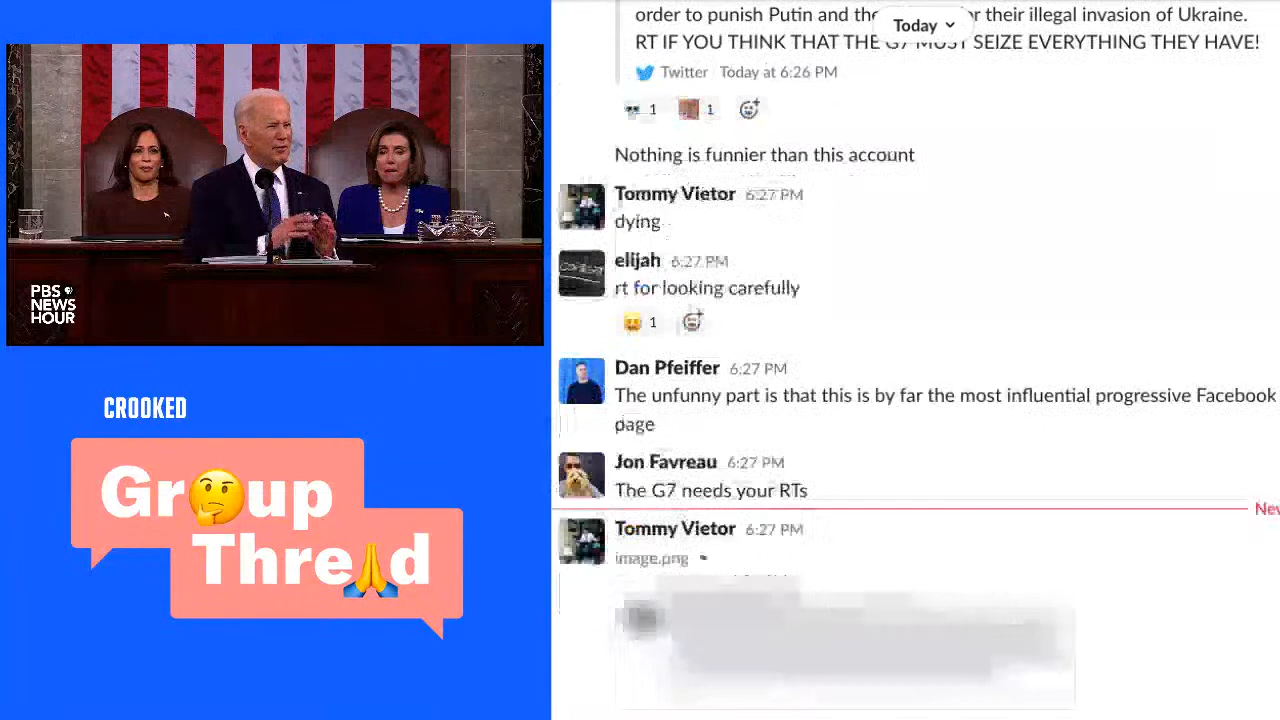 PBS
NEWS
HOUR
CROOKED
Gr🤔up
Thre🙏d
order to punish Putin and the for their illegal invasion of Ukraine.
Today
RT IF YOU THINK THAT THE G7 MUST SEIZE EVERYTHING THEY HAVE!
Twitter Today at 6:26 PM
1 1
Nothing is funnier than this account
Tommy Vietor 6:27 PM
dying
elijah 6:27 PM
rt for looking carefully
1
Dan Pfeiffer 6:27 PM
The unfunny part is that this is by far the most influential progressive Facebook
page
Jon Favreau 6:27 PM
The G7 needs your RTs
Tommy Vietor 6:27 PM
image.png